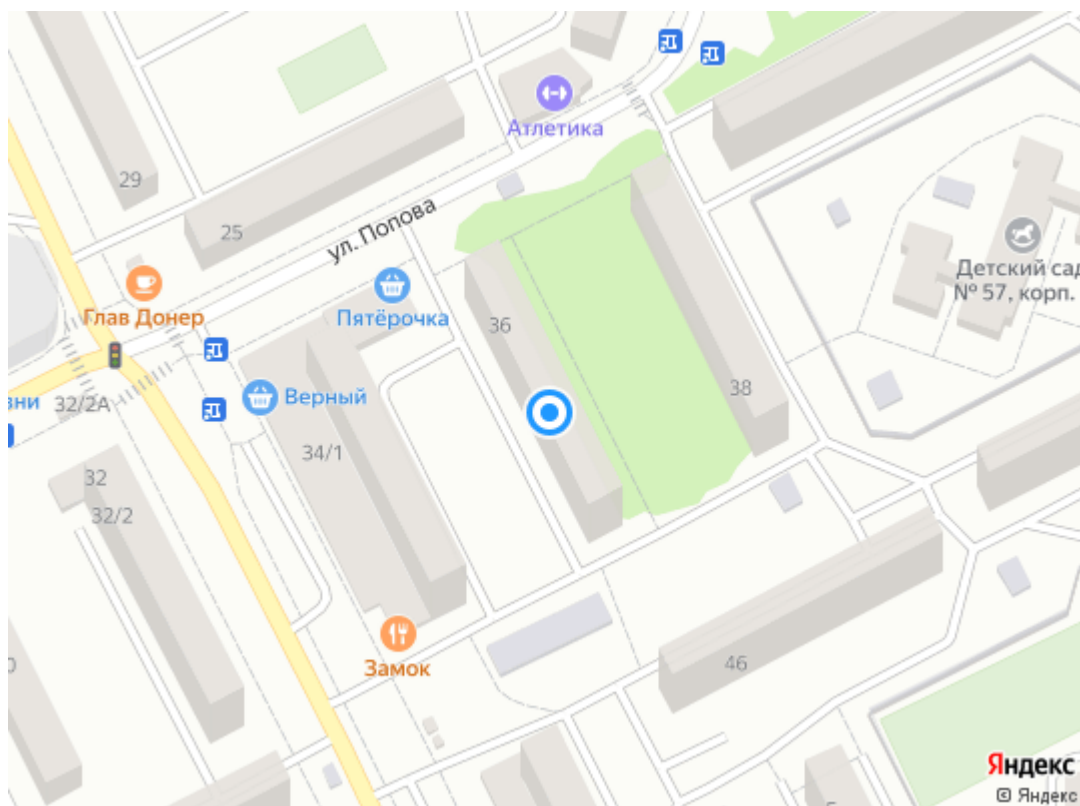 Атлетика
29
25
ул. Попова
Детский сад
№ 57, корп.
Глав Донер
Пятёрочка
36
38
зни
32/2А
Верный
34/1
32
32/2
46
Замок
Яндекс
© Яндекс